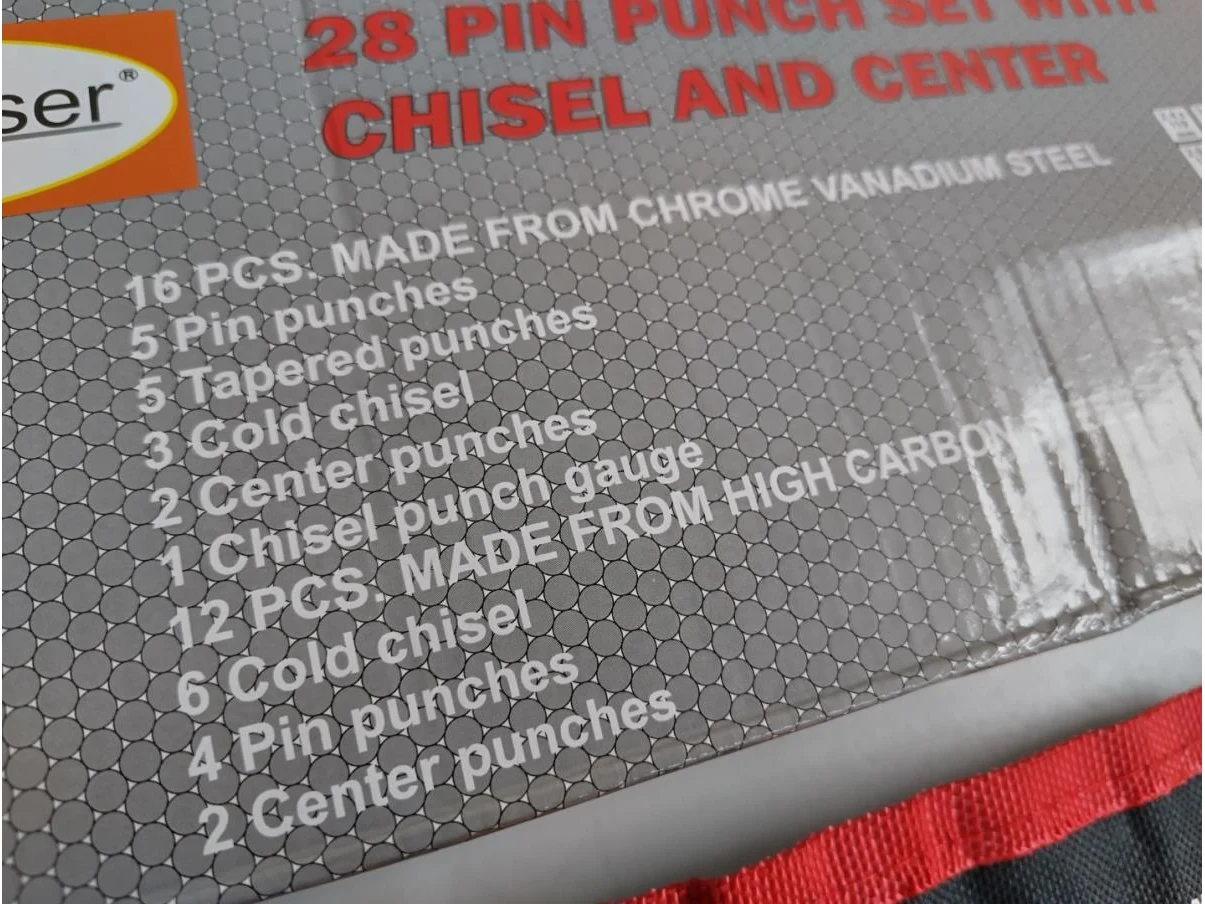 28 PIN PUNCH SET WITH
CHISEL AND CENTER
ser®
16 PCS. MADE FROM CHROME VANADIUM STEEL
5 Pin punches
5 Tapered punches
3 Cold chisel
2 Center punches
1 Chisel punch gauge
12 PCS. MADE FROM HIGH CARBON
6 Cold chisel
4 Pin punches
2 Center punches